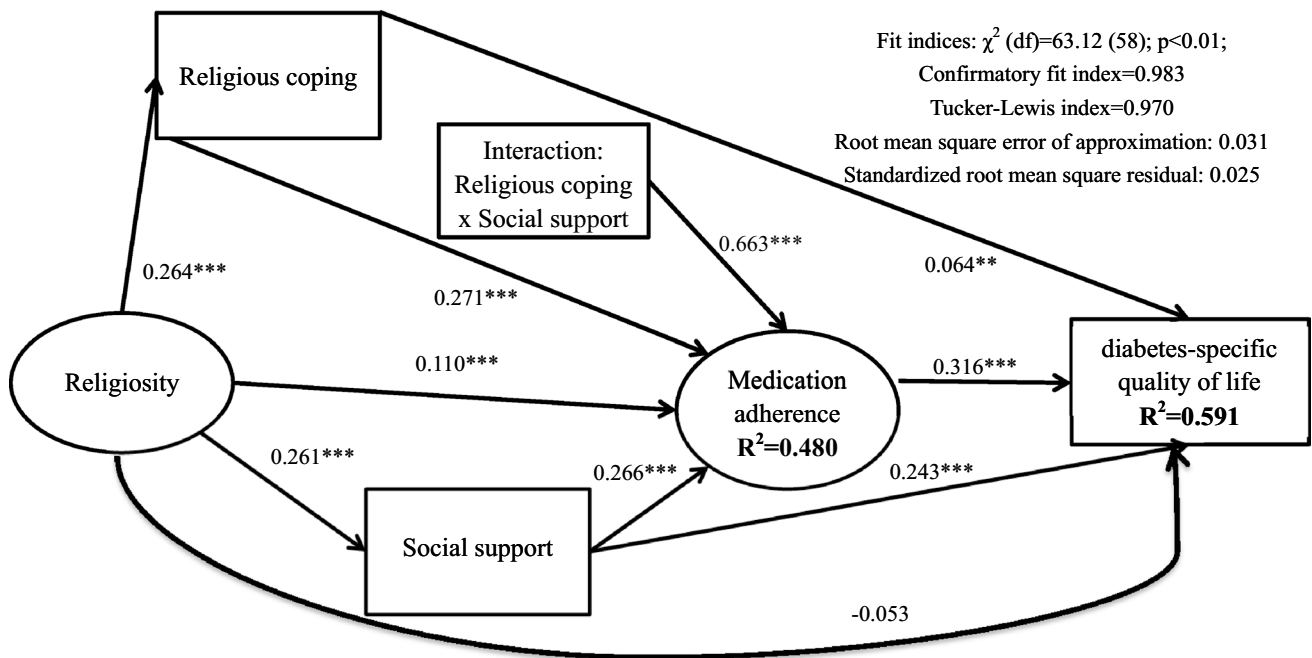 Religious coping
Fit indices: χ² (df)=63.12 (58); p<0.01;
Confirmatory fit index=0.983
Tucker-Lewis index=0.970
Root mean square error of approximation: 0.031
Standardized root mean square residual: 0.025
Interaction:
Religious coping
x Social support
0.264***
0.271***
0.663***
0.064**
Religiosity
0.110***
Medication
adherence
R²=0.480
0.316***
diabetes-specific
quality of life
R²=0.591
0.261***
0.266***
0.243***
Social support
-0.053